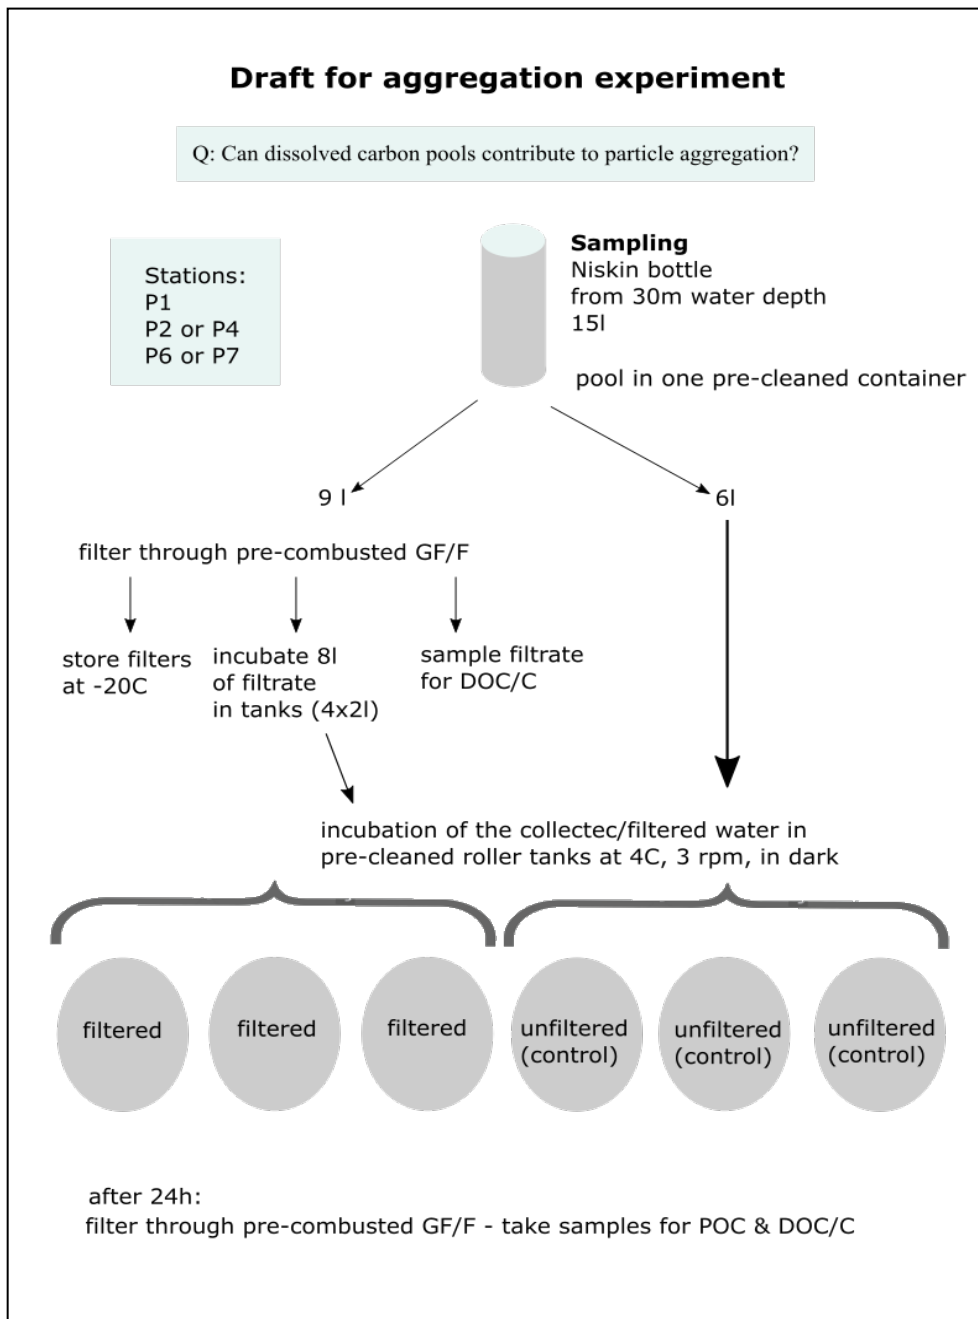 Draft for aggregation experiment
Q: Can dissolved carbon pools contribute to particle aggregation?
Stations:
P1
P2 or P4
P6 or P7
Sampling
Niskin bottle
from 30m water depth
15l
pool in one pre-cleaned container
9 l
6l
filter through pre-combusted GF/F
store filters
at -20C
incubate 8l
of filtrate
in tanks (4x2l)
sample filtrate
for DOC/C
incubation of the collectec/filtered water in
pre-cleaned roller tanks at 4C, 3 rpm, in dark
filtered
filtered
filtered
unfiltered
(control)
unfiltered
(control)
unfiltered
(control)
after 24h:
filter through pre-combusted GF/F - take samples for POC & DOC/C